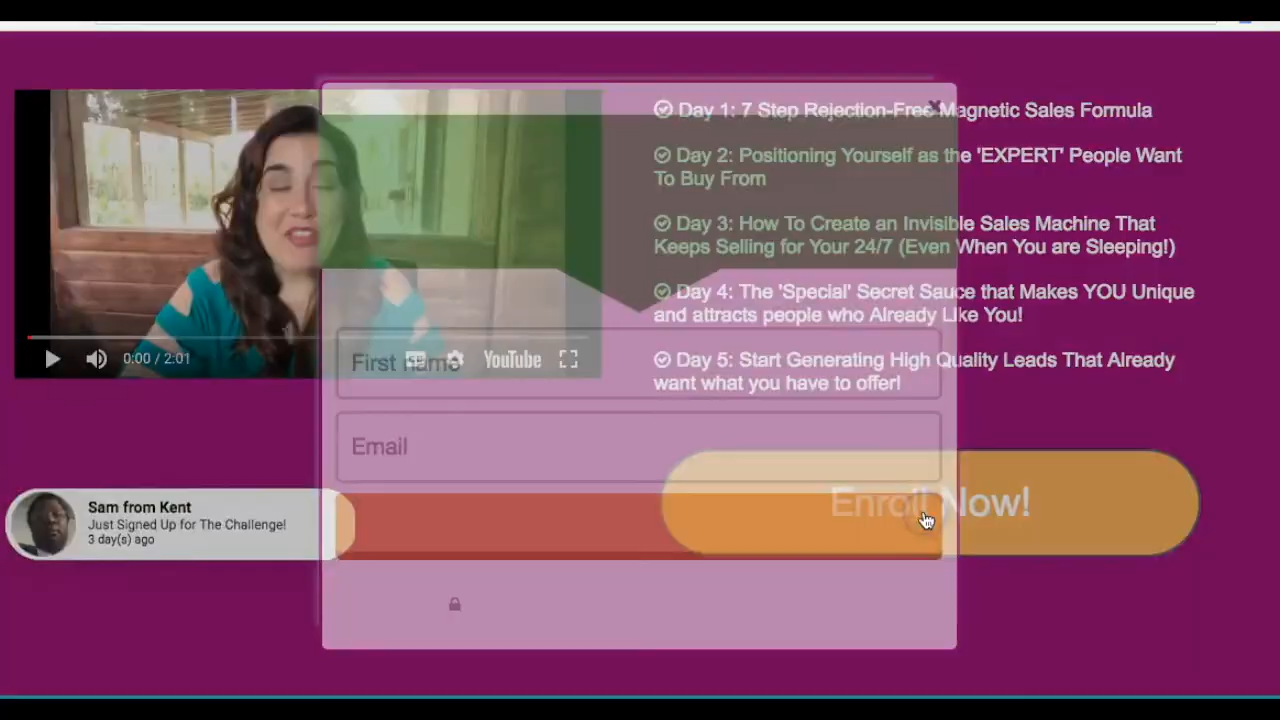 Day 1: 7 Step Rejection-Free Magnetic Sales Formula
Day 2: Positioning Yourself as the 'EXPERT' People Want
To Buy From
Day 3: How To Create an Invisible Sales Machine That
Keeps Selling for Your 24/7 (Even When You are Sleeping!)
Day 4: The 'Special' Secret Sauce that Makes YOU Unique
and attracts people who Already Like You!
Day 5: Start Generating High Quality Leads That Already
want what you have to offer!
0:00 / 2:01
YouTube
First name
Email
Enroll Now!
Sam from Kent
Just Signed Up for The Challenge!
3 day(s) ago